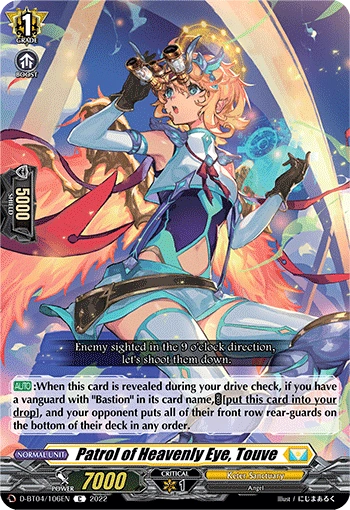 1
GRADE
BOOST
5000
SHIELD
Enemy sighted in the 9 o'clock direction,
let's shoot them down.
AUTO:When this card is revealed during your drive check, if you have
a vanguard with "Bastion" in its card name, [put this card into your
drop], and your opponent puts all of their front row rear-guards on
the bottom of their deck in any order.
NORMAL UNIT
Patrol of Heavenly Eye, Touve
POWER 7000
CRITICAL
1
Keter Sanctuary
Angel
D-BT04/106EN C 2022
Illust / にじまあるく